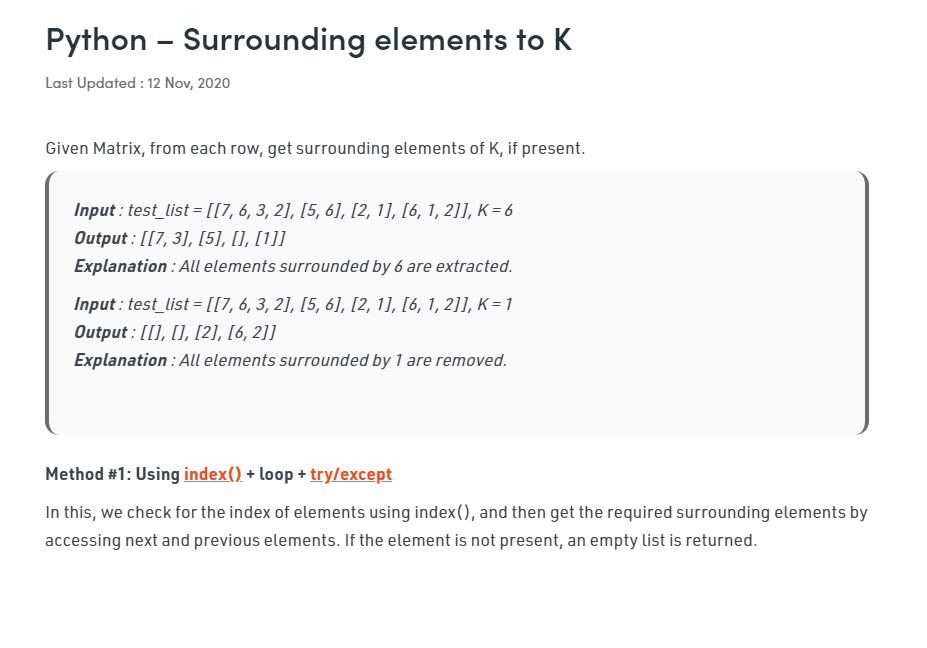 Python – Surrounding elements to K
Last Updated : 12 Nov, 2020
Given Matrix, from each row, get surrounding elements of K, if present.
Input : test_list = [[7, 6, 3, 2], [5, 6], [2, 1], [6, 1, 2]], K = 6
Output : [[7, 3], [5], [], [1]]
Explanation : All elements surrounded by 6 are extracted.
Input : test_list = [[7, 6, 3, 2], [5, 6], [2, 1], [6, 1, 2]], K = 1
Output : [[], [], [2], [6, 2]]
Explanation : All elements surrounded by 1 are removed.
Method #1: Using index() + loop + try/except
In this, we check for the index of elements using index(), and then get the required surrounding elements by
accessing next and previous elements. If the element is not present, an empty list is returned.